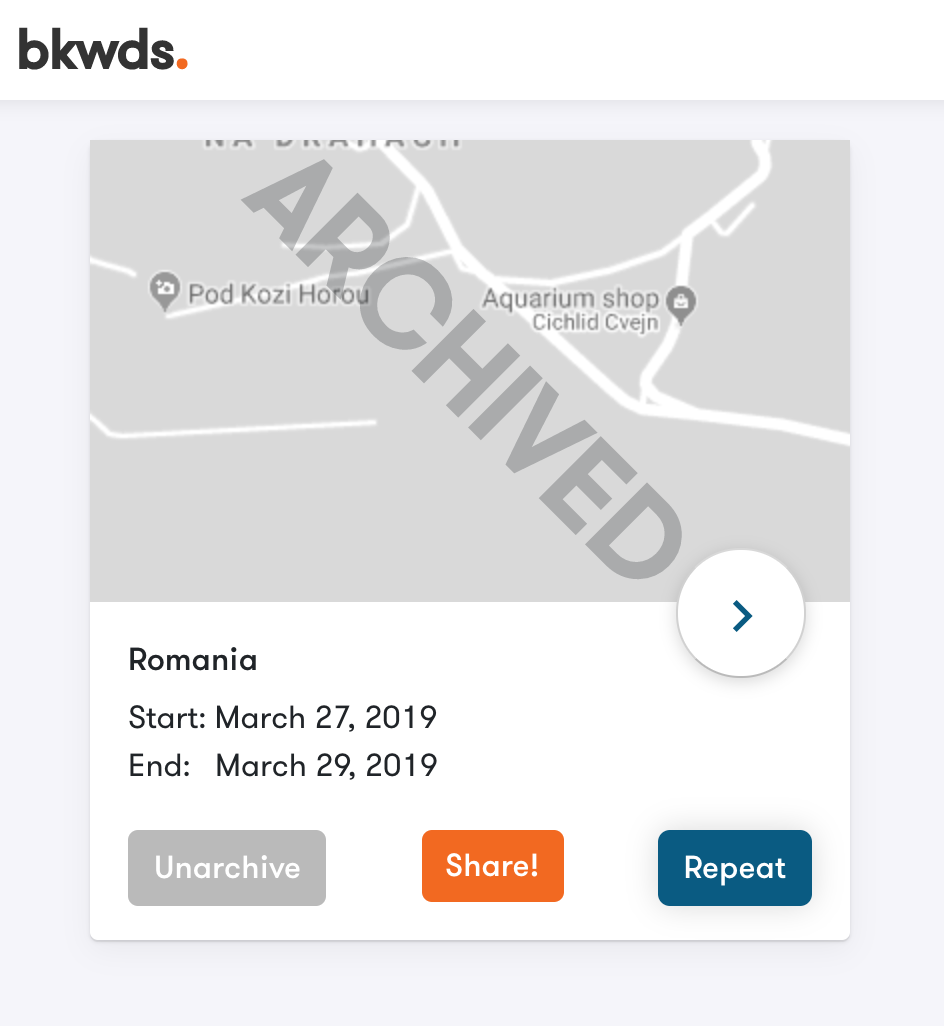 bkwds.
NA DRAHÁCH
ARCHIVED
Pod Kozi Horou
Aquarium shop
Cichlid Cvejn
Romania
Start: March 27, 2019
End: March 29, 2019
Unarchive
Share!
Repeat